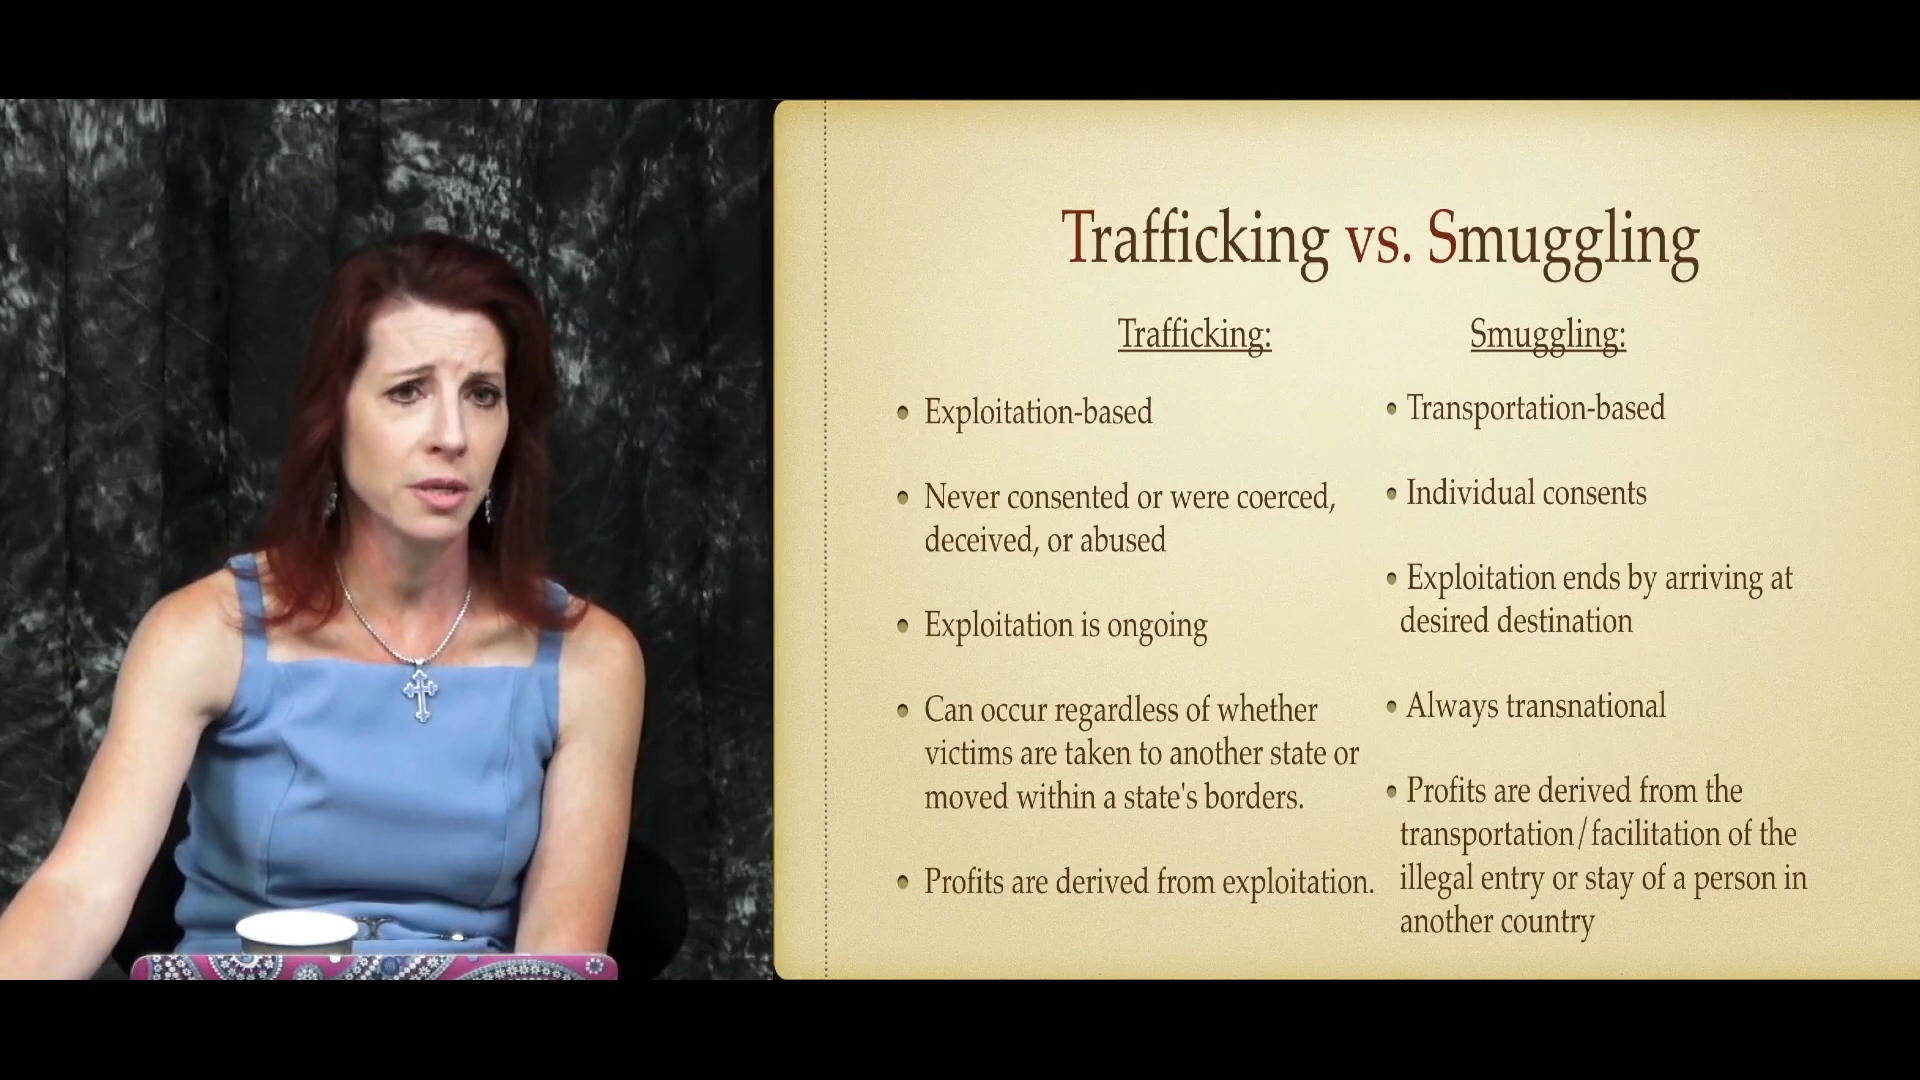 Trafficking vs. Smuggling
Trafficking:
• Exploitation-based
• Never consented or were coerced,
deceived, or abused
• Exploitation is ongoing
• Can occur regardless of whether
victims are taken to another state or
moved within a state's borders.
• Profits are derived from exploitation.
Smuggling:
• Transportation-based
• Individual consents
• Exploitation ends by arriving at
desired destination
• Always transnational
• Profits are derived from the
transportation/facilitation of the
illegal entry or stay of a person in
another country